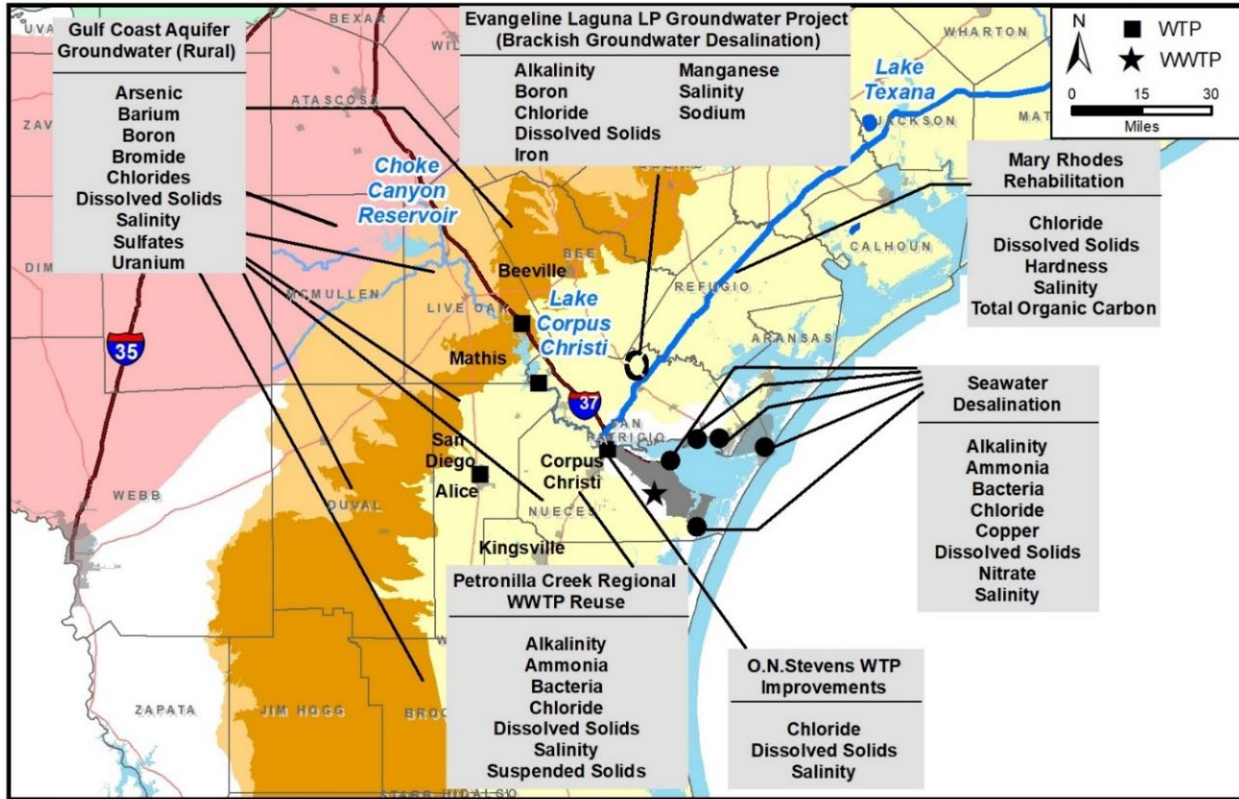 Gulf Coast Aquifer
Groundwater (Rural)
Arsenic
Barium
Boron
Bromide
Chlorides
Dissolved Solids
Salinity
Sulfates
Uranium
Evangeline Laguna LP Groundwater Project
(Brackish Groundwater Desalination)
Alkalinity
Boron
Chloride
Dissolved Solids
Iron
Manganese
Salinity
Sodium
N
WTP
WWTP
0 15 30
Miles
Mary Rhodes
Rehabilitation
Chloride
Dissolved Solids
Hardness
Salinity
Total Organic Carbon
Seawater
Desalination
Alkalinity
Ammonia
Bacteria
Chloride
Copper
Dissolved Solids
Nitrate
Salinity
O.N.Stevens WTP
Improvements
Chloride
Dissolved Solids
Salinity
Petronilla Creek Regional
WWTP Reuse
Alkalinity
Ammonia
Bacteria
Chloride
Dissolved Solids
Salinity
Suspended Solids
BEXAR
WHARTON
ATASCOSA
Lake
Texana
JACKSON
Choke
Canyon
Reservoir
BEE
Beeville
CALHOUN
REFUGIO
MCMULLEN
LIVE OAK
Lake
Corpus
Christi
ARANSAS
35
Mathis
37
PATRICIO
San
Diego
Alice
Corpus
Christi
WEBB
DUVAL
NUECES
Kingsville
ZAPATA
JIM HOGG
HIDALGO